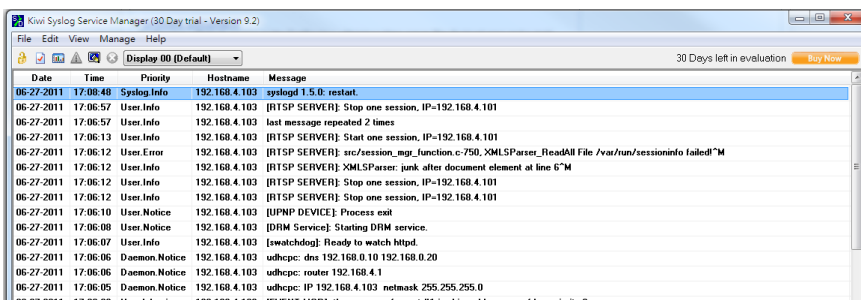 Kiwi Syslog Service Manager (30 Day trial - Version 9.2)
File Edit View Manage Help
Display 00 (Default) 30 Days left in evaluation Buy Now
Date Time Priority Hostname Message
06-27-2011 17:08:48 Syslog.Info 192.168.4.103 syslogd 1.5.0: restart.
06-27-2011 17:06:57 User.Info 192.168.4.103 [RTSP SERVER]: Stop one session, IP=192.168.4.101
06-27-2011 17:06:57 User.Info 192.168.4.103 last message repeated 2 times
06-27-2011 17:06:13 User.Info 192.168.4.103 [RTSP SERVER]: Start one session, IP=192.168.4.101
06-27-2011 17:06:12 User.Error 192.168.4.103 [RTSP SERVER]: src/session_mgr_function.c-750, XMLSParser_ReadAll File /var/run/sessioninfo failed!^M
06-27-2011 17:06:12 User.Info 192.168.4.103 [RTSP SERVER]: XMLSParser: junk after document element at line 6^M
06-27-2011 17:06:12 User.Info 192.168.4.103 [RTSP SERVER]: Stop one session, IP=192.168.4.101
06-27-2011 17:06:12 User.Info 192.168.4.103 [RTSP SERVER]: Stop one session, IP=192.168.4.101
06-27-2011 17:06:10 User.Notice 192.168.4.103 [UPNP DEVICE]: Process exit
06-27-2011 17:06:08 User.Notice 192.168.4.103 [DRM Service]: Starting DRM service.
06-27-2011 17:06:07 User.Info 192.168.4.103 [swatchdog]: Ready to watch httpd.
06-27-2011 17:06:06 Daemon.Notice 192.168.4.103 udhcpc: dns 192.168.0.10 192.168.0.20
06-27-2011 17:06:06 Daemon.Notice 192.168.4.103 udhcpc: router 192.168.4.1
06-27-2011 17:06:05 Daemon.Notice 192.168.4.103 udhcpc: IP 192.168.4.103 netmask 255.255.255.0